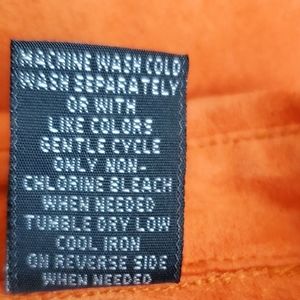 MACHINE WASH COLD
WASH SEPARATELY
OR WITH
LIKE COLORS
GENTLE CYCLE
ONLY NON-
CHLORINE BLEACH
WHEN NEEDED
TUMBLE DRY LOW
COOL IRON
ON REVERSE SIDE
WHEN NEEDED